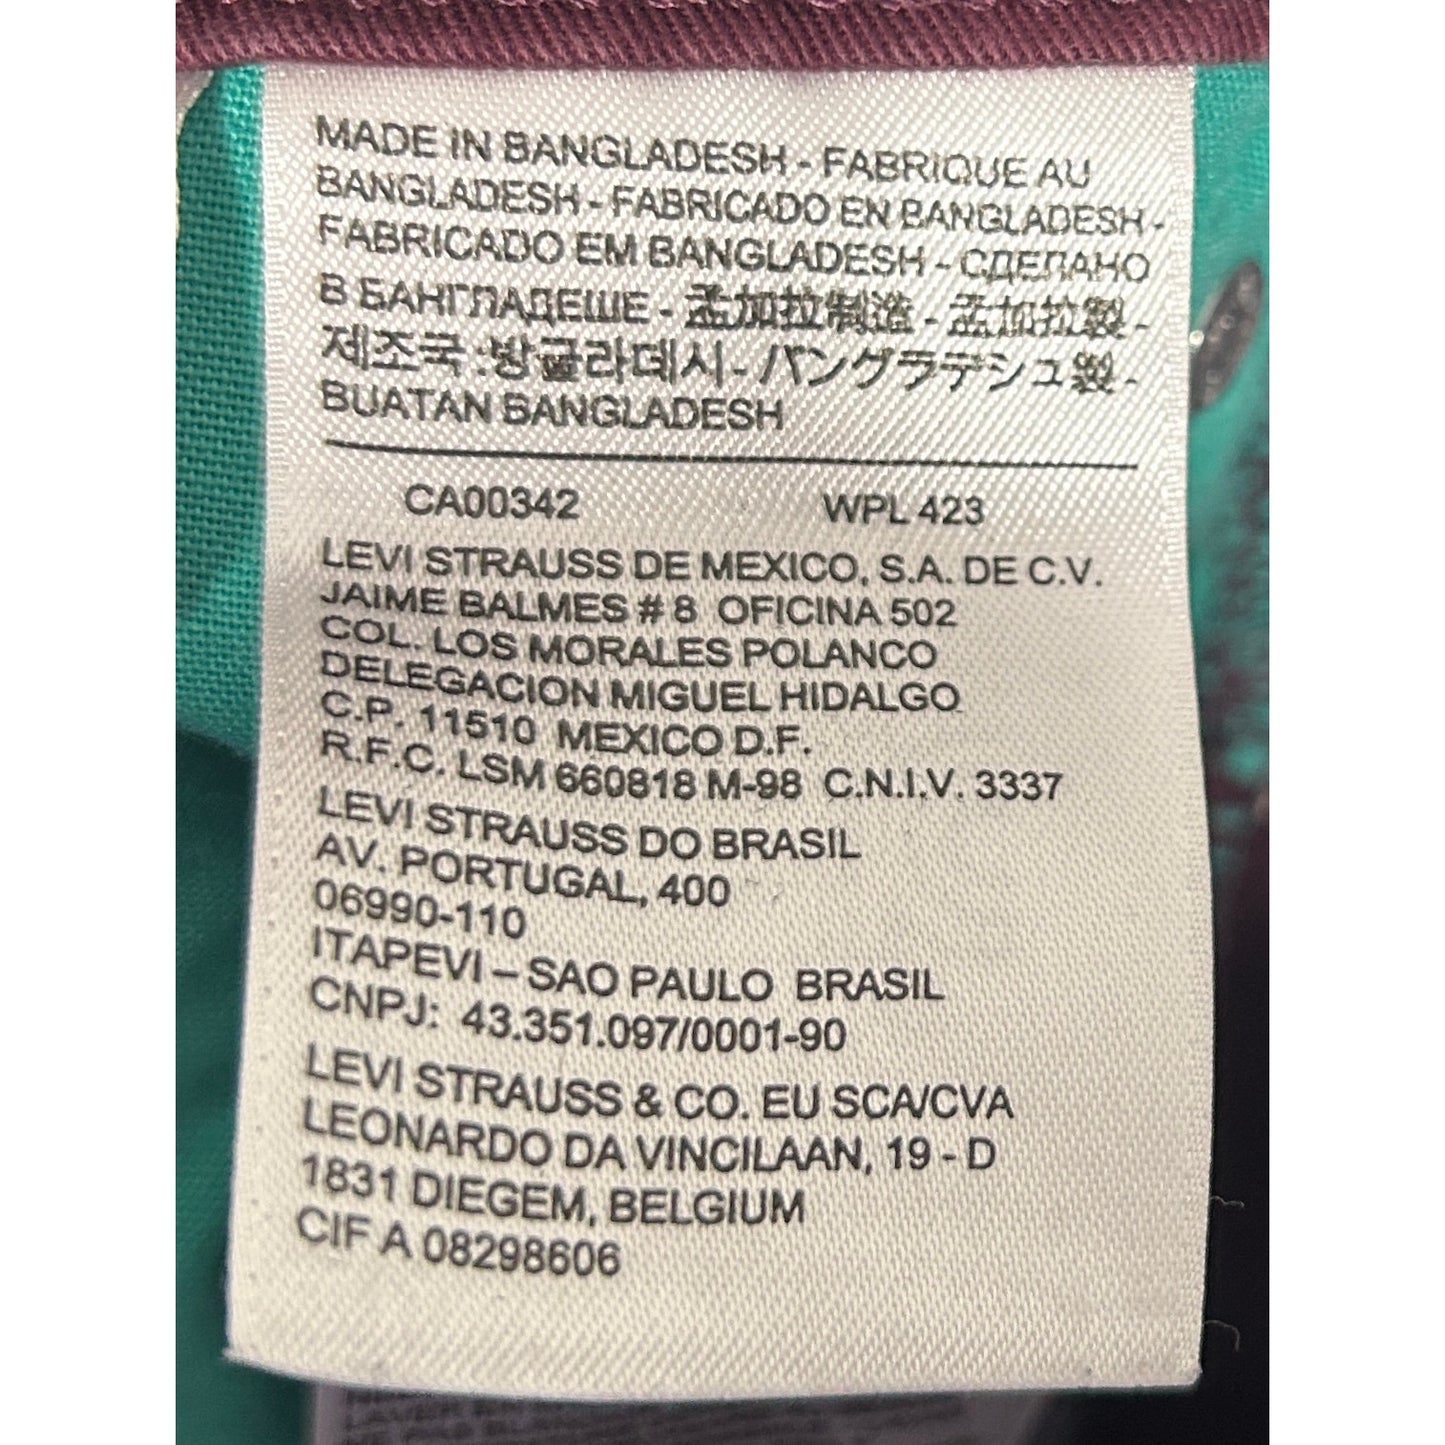 MADE IN BANGLADESH - FABRIQUE AU
BANGLADESH - FABRICADO EN BANGLADESH -
FABRICADO EM BANGLADESH - СДЕЛАНО
В БАНГЛАДЕШЕ - 孟加拉制造 - 孟加拉製 -
제조국 : 방글라데시 - バングラデシュ製 -
BUATAN BANGLADESH
CA00342 WPL 423
LEVI STRAUSS DE MEXICO, S.A. DE C.V.
JAIME BALMES # 8 OFICINA 502
COL. LOS MORALES POLANCO
DELEGACION MIGUEL HIDALGO
C.P. 11510 MEXICO D.F.
R.F.C. LSM 660818 M-98 C.N.I.V. 3337
LEVI STRAUSS DO BRASIL
AV. PORTUGAL, 400
06990-110
ITAPEVI – SAO PAULO BRASIL
CNPJ: 43.351.097/0001-90
LEVI STRAUSS & CO. EU SCA/CVA
LEONARDO DA VINCILAAN, 19 - D
1831 DIEGEM, BELGIUM
CIF A 08298606